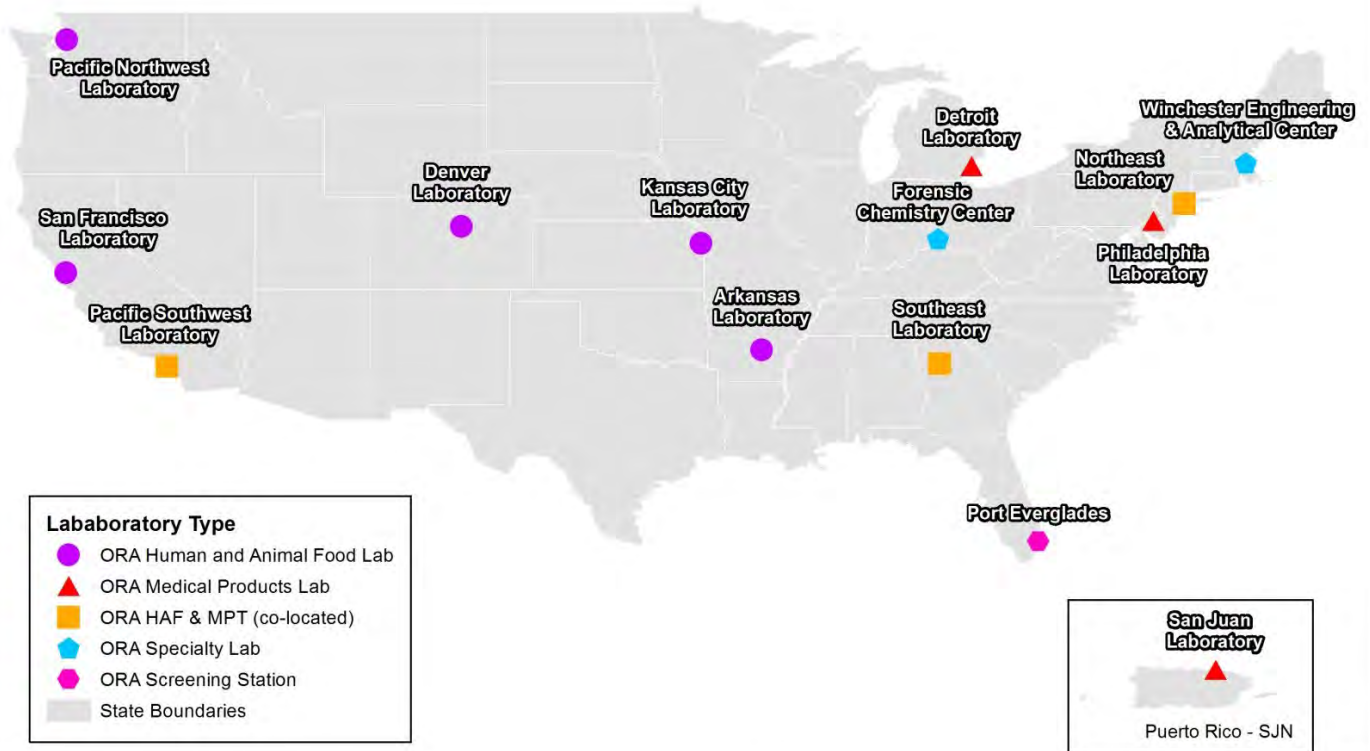 Pacific Northwest
Laboratory
San Francisco
Laboratory
Pacific Southwest
Laboratory
Denver
Laboratory
Kansas City
Laboratory
Arkansas
Laboratory
Detroit
Laboratory
Forensic
Chemistry Center
Southeast
Laboratory
Winchester Engineering
& Analytical Center
Northeast
Laboratory
Philadelphia
Laboratory
Port Everglades
Lababoratory Type
ORA Human and Animal Food Lab
ORA Medical Products Lab
ORA HAF & MPT (co-located)
ORA Specialty Lab
ORA Screening Station
State Boundaries
San Juan
Laboratory
Puerto Rico - SJN